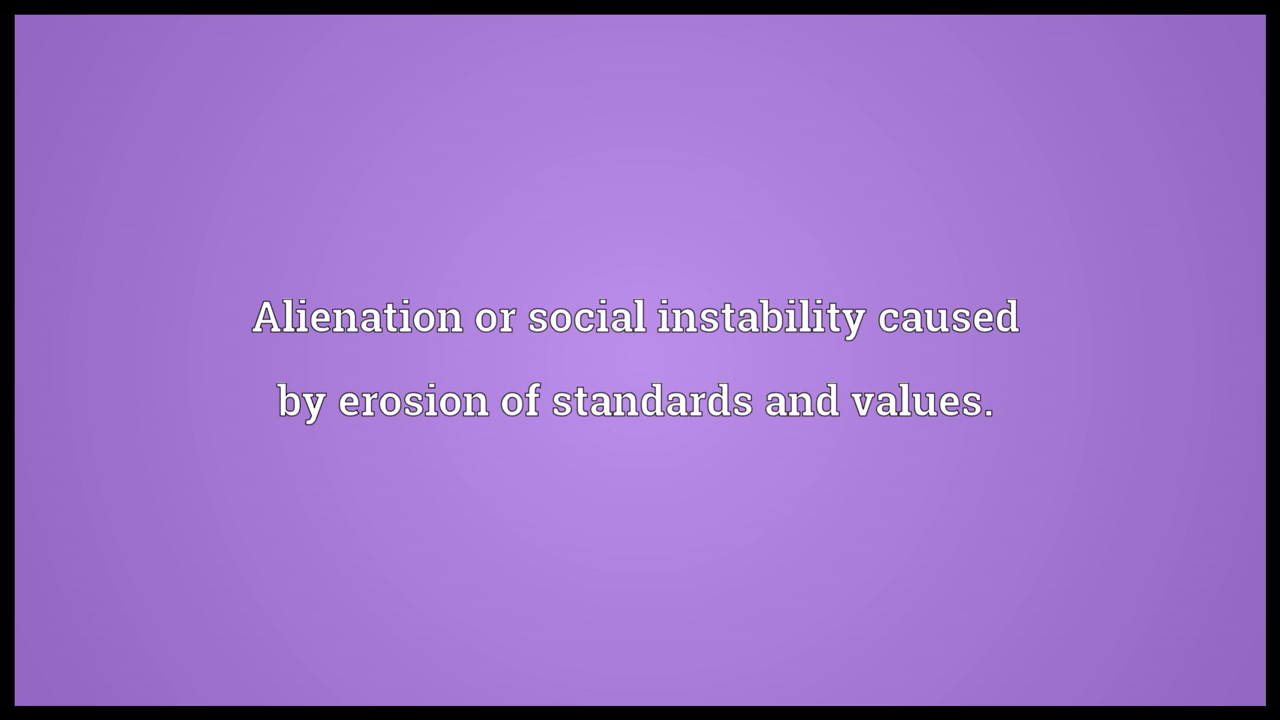 Alienation or social instability caused
by erosion of standards and values.